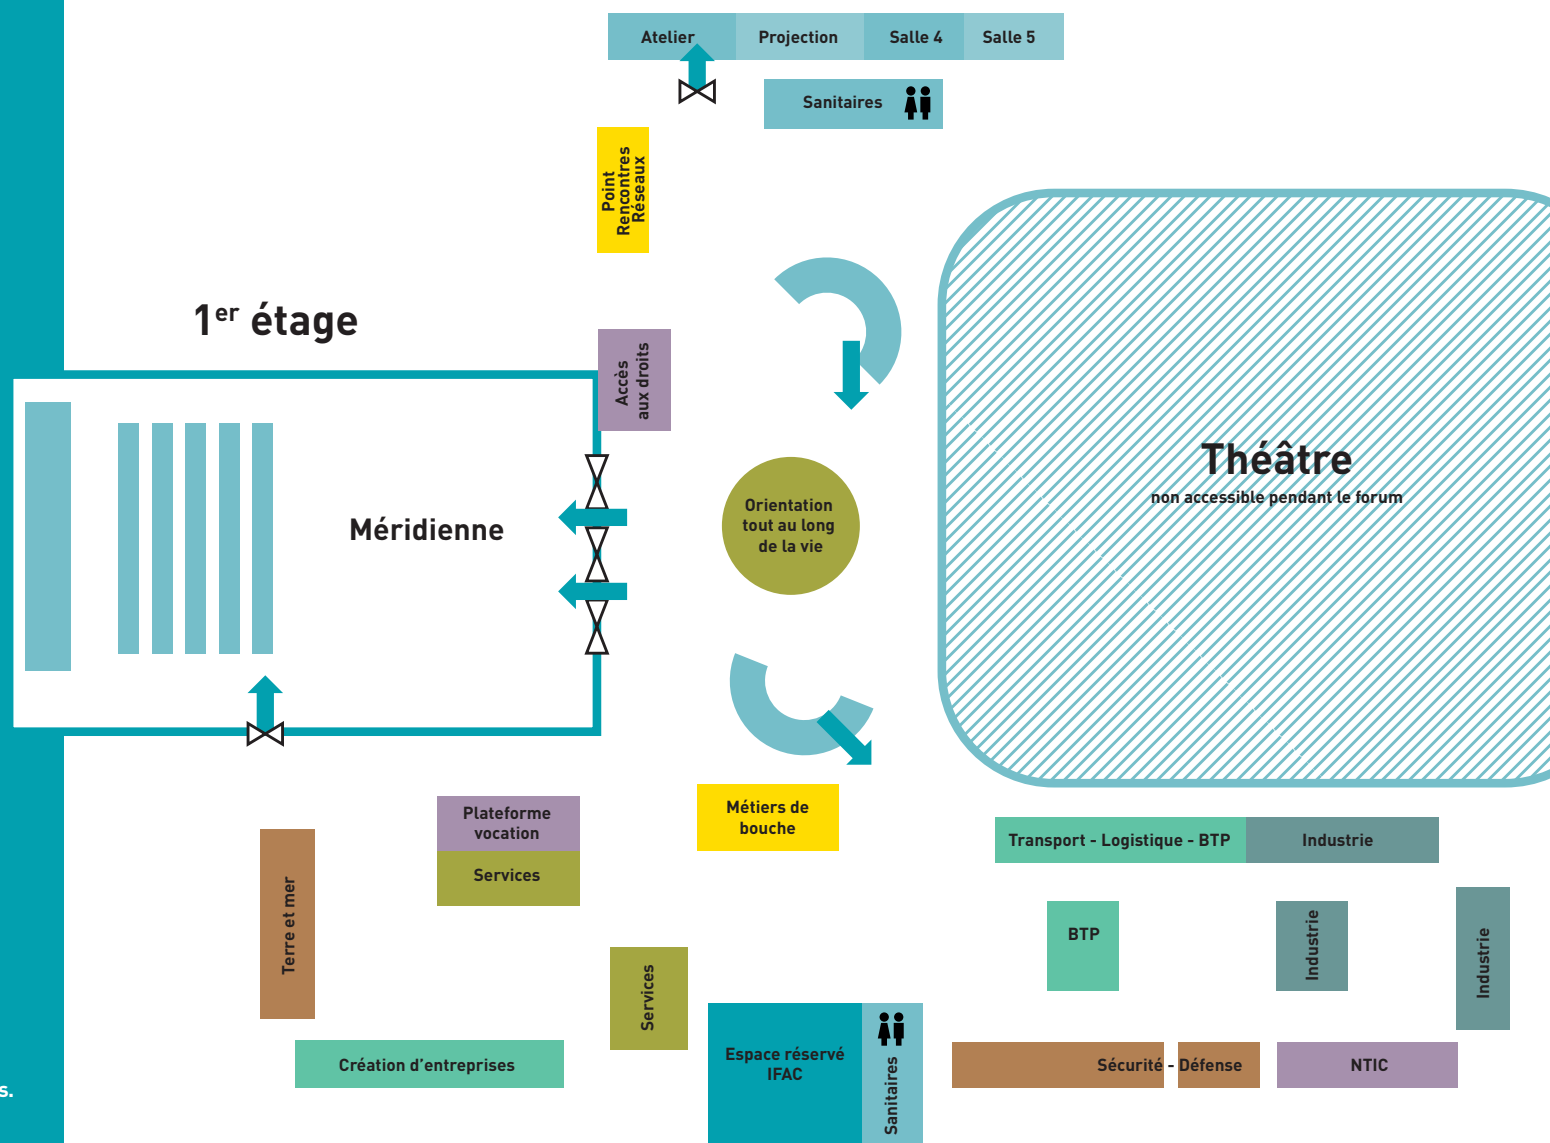 Atelier
Projection
Salle 4
Salle 5
Sanitaires
Point
Rencontres
Réseaux
1er étage
Accès
aux droits
Méridienne
Orientation
tout au long
de la vie
Théâtre
non accessible pendant le forum
Plateforme
vocation
Services
Métiers de
bouche
Transport - Logistique - BTP
Industrie
Terre et mer
BTP
Industrie
Industrie
Services
Création d’entreprises
Espace réservé
IFAC
Sanitaires
Sécurité - Défense
NTIC
s.